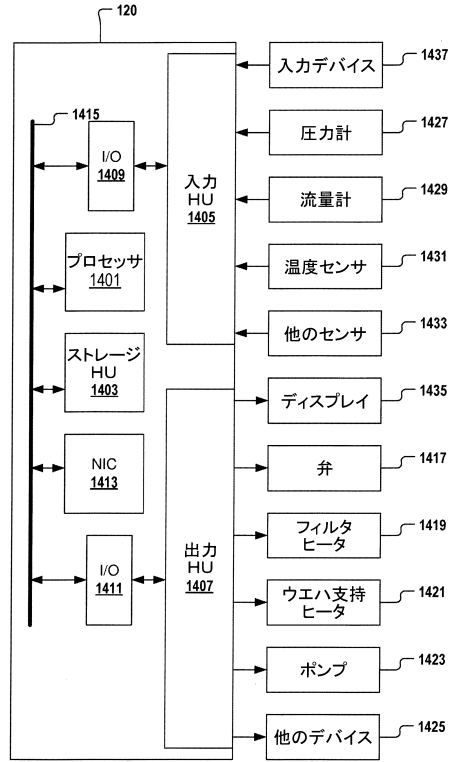 120
1415
I/O
1409
入力
HU
1405
プロセッサ
1401
ストレージ
HU
1403
NIC
1413
I/O
1411
出力
HU
1407
入力デバイス
1437
圧力計
1427
流量計
1429
温度センサ
1431
他のセンサ
1433
ディスプレイ
1435
弁
1417
フィルタ
ヒータ
1419
ウエハ支持
ヒータ
1421
ポンプ
1423
他のデバイス
1425